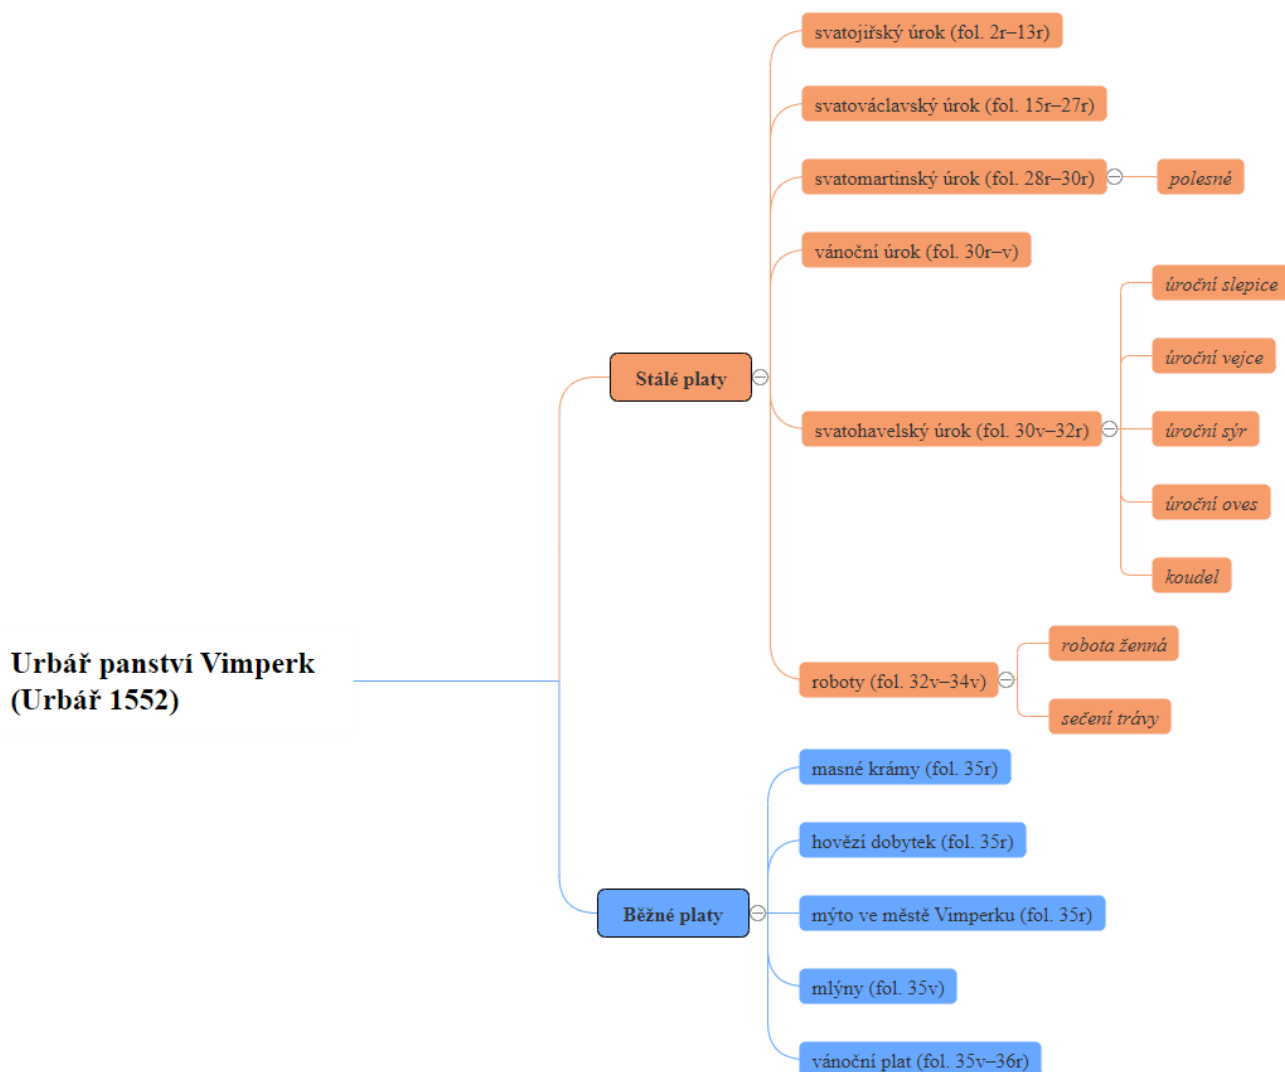 Urbář panství Vimperk
(Urbář 1552)
Stálé platy
svatojiřský úrok (fol. 2r–13r)
svatováclavský úrok (fol. 15r–27r)
svatomartinský úrok (fol. 28r–30r)
polesné
vánoční úrok (fol. 30r–v)
svatohavelský úrok (fol. 30v–32r)
úroční slepice
úroční vejce
úroční sýr
úroční oves
koudel
roboty (fol. 32v–34v)
robota ženná
sečení trávy
Běžné platy
masné krámy (fol. 35r)
hovězí dobytek (fol. 35r)
mýto ve městě Vimperku (fol. 35r)
mlýny (fol. 35v)
vánoční plat (fol. 35v–36r)